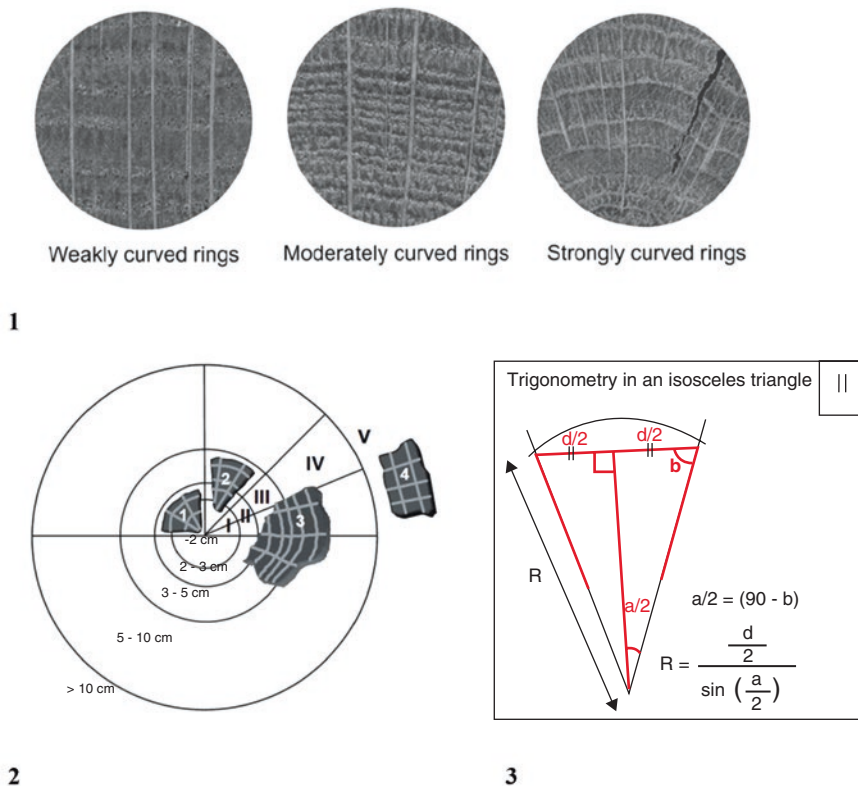 Weakly curved rings
Moderately curved rings
Strongly curved rings
1
V
IV
III
II
I
1
2
3
4
-2 cm
2 - 3 cm
3 - 5 cm
5 - 10 cm
> 10 cm
2
Trigonometry in an isosceles triangle
||
d/2
d/2
b
R
a/2
a/2 = (90 - b)
R = d/2 / sin (a/2)
3